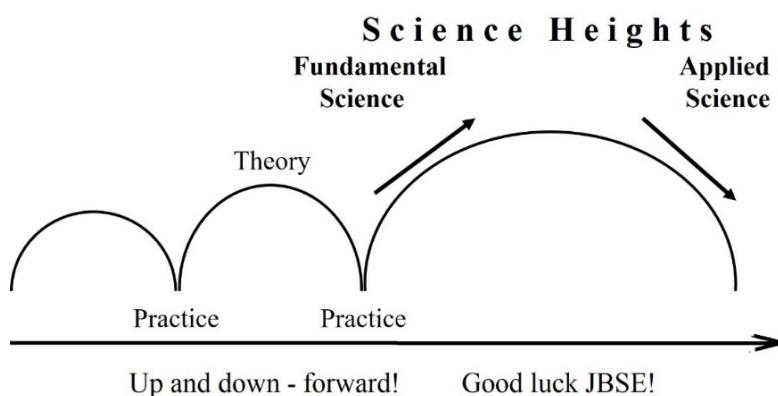 Science Heights
Fundamental
Science
Applied
Science
Theory
Practice
Practice
Up and down - forward!
Good luck JBSE!